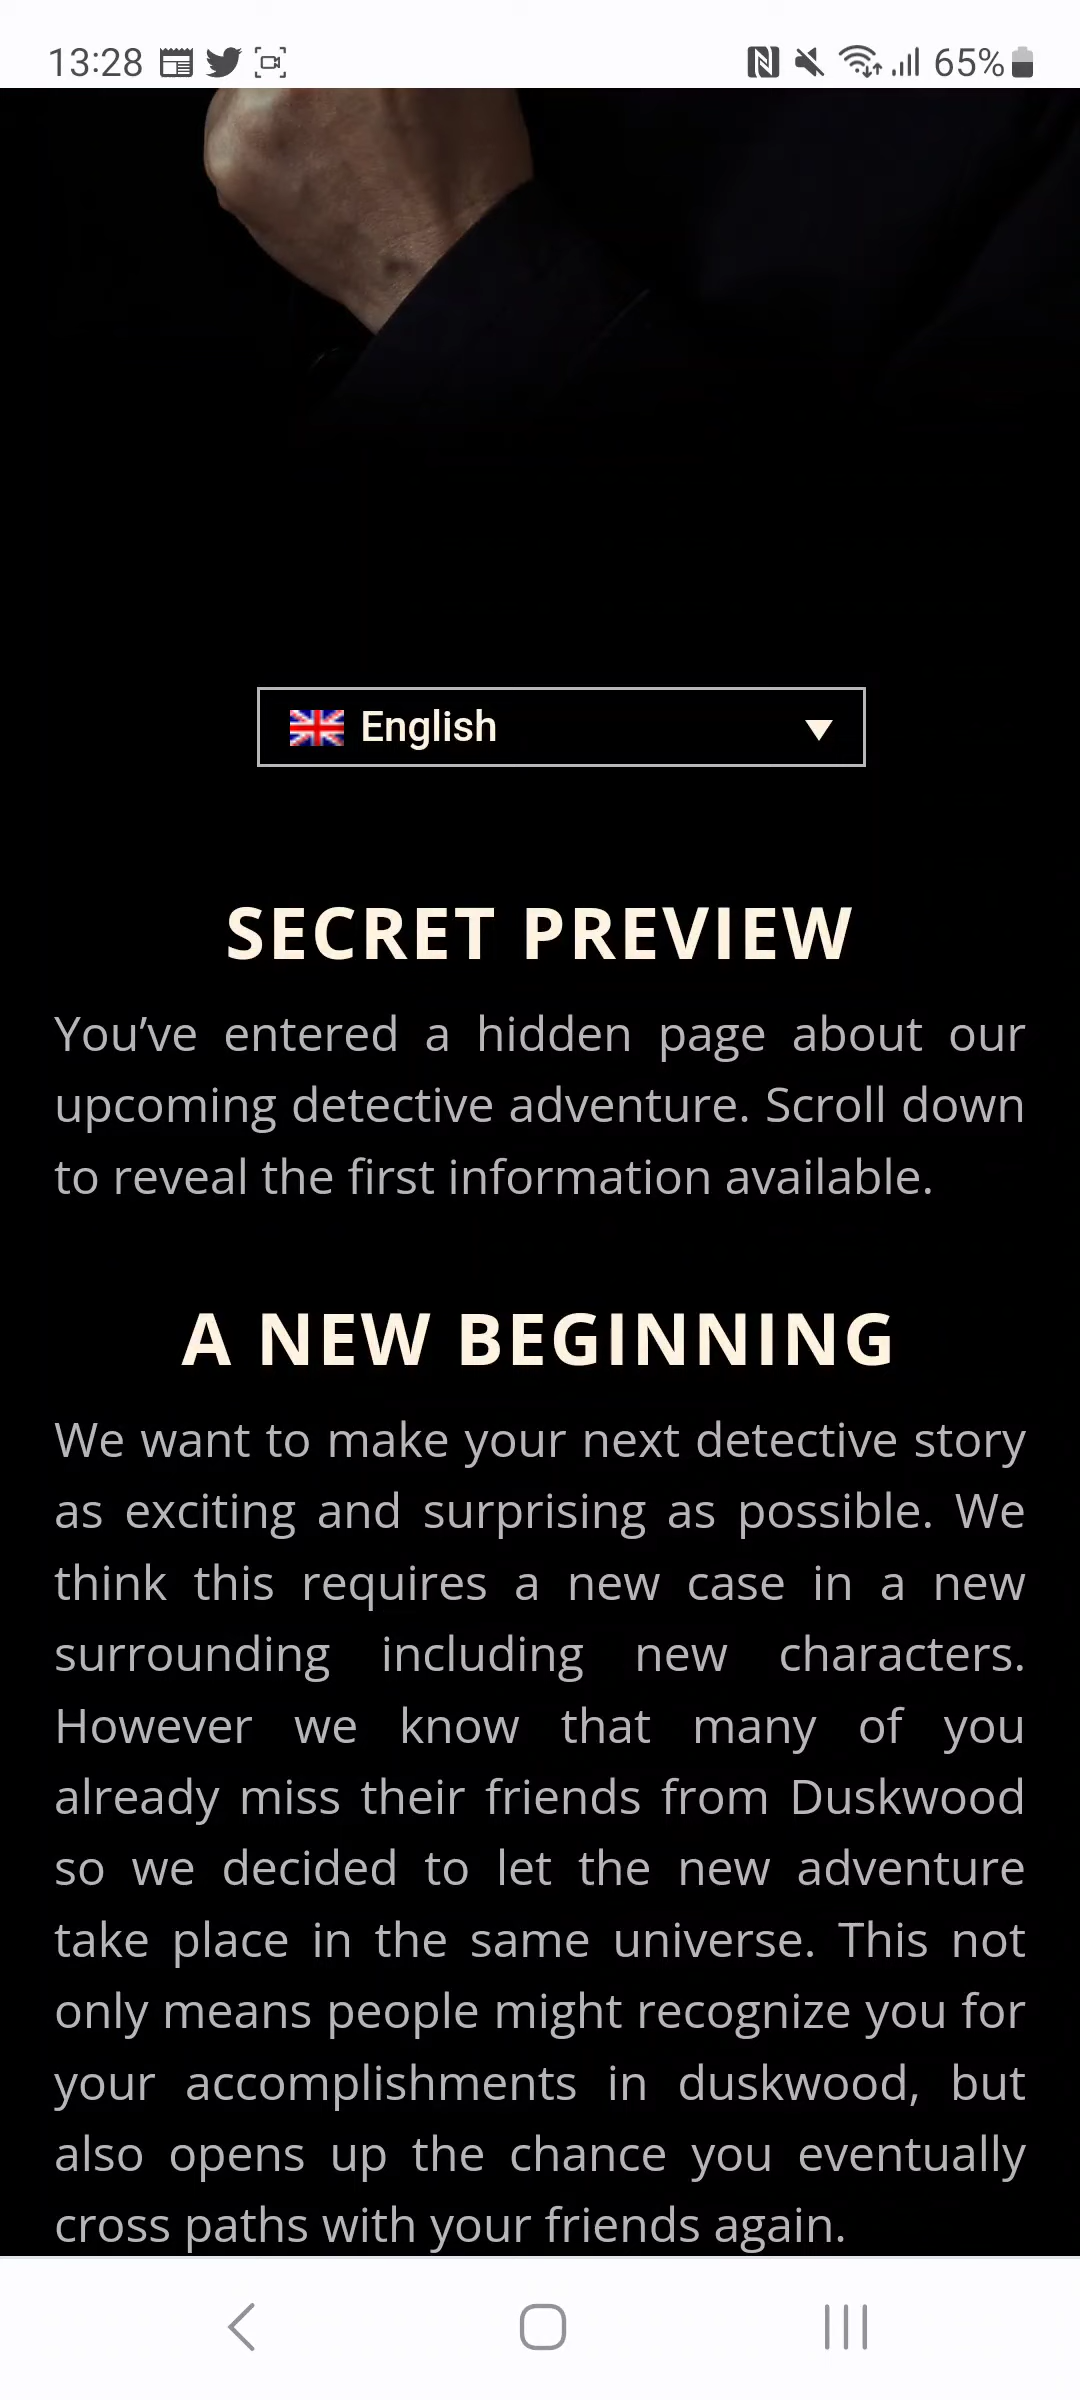 13:28
65%
English
SECRET PREVIEW
You’ve entered a hidden page about our
upcoming detective adventure. Scroll down
to reveal the first information available.
A NEW BEGINNING
We want to make your next detective story
as exciting and surprising as possible. We
think this requires a new case in a new
surrounding including new characters.
However we know that many of you
already miss their friends from Duskwood
so we decided to let the new adventure
take place in the same universe. This not
only means people might recognize you for
your accomplishments in duskwood, but
also opens up the chance you eventually
cross paths with your friends again.